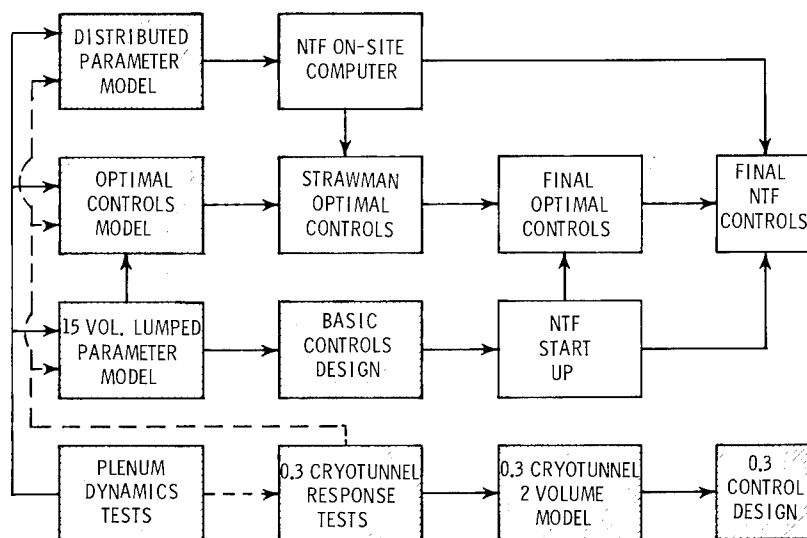 DISTRIBUTED
PARAMETER
MODEL
NTF ON-SITE
COMPUTER
OPTIMAL
CONTROLS
MODEL
STRAWMAN
OPTIMAL
CONTROLS
FINAL
OPTIMAL
CONTROLS
FINAL
NTF
CONTROLS
15 VOL. LUMPED
PARAMETER
MODEL
BASIC
CONTROLS
DESIGN
NTF
START
UP
PLENUM
DYNAMICS
TESTS
0.3 CRYOTUNNEL
RESPONSE
TESTS
0.3 CRYOTUNNEL
2 VOLUME
MODEL
0.3
CONTROL
DESIGN